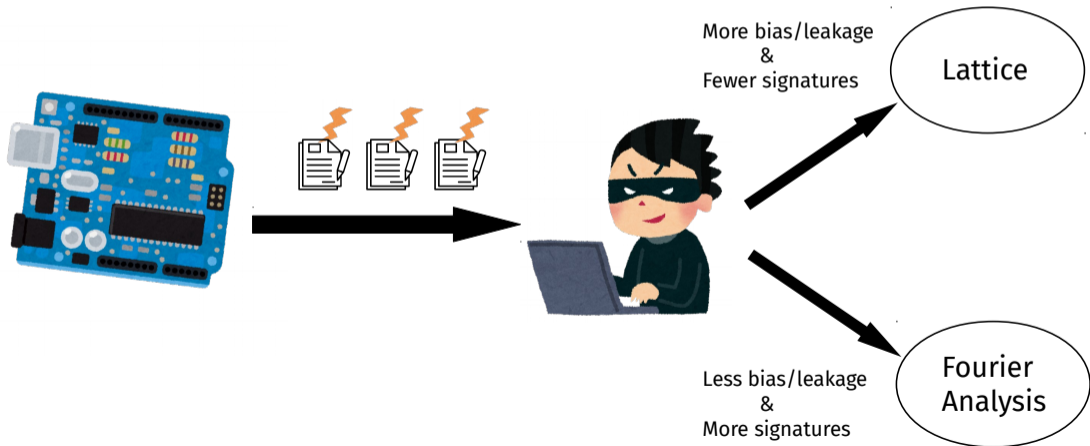 More bias/leakage
&
Fewer signatures
Lattice
Less bias/leakage
&
More signatures
Fourier
Analysis